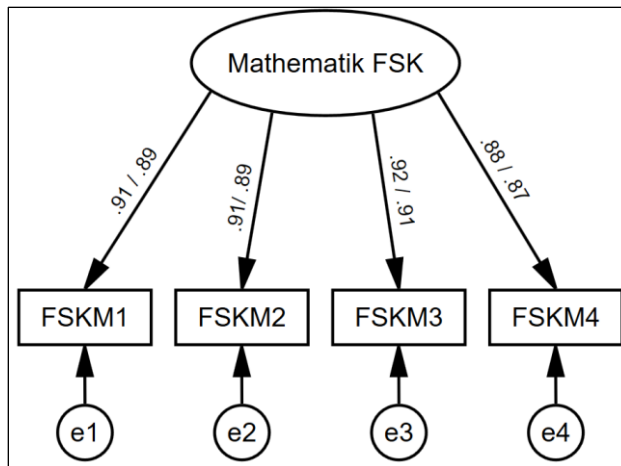 Mathematik FSK
.91 / .89
.91/ .89
.92 / .91
.88 / .87
FSKM1
FSKM2
FSKM3
FSKM4
e1
e2
e3
e4